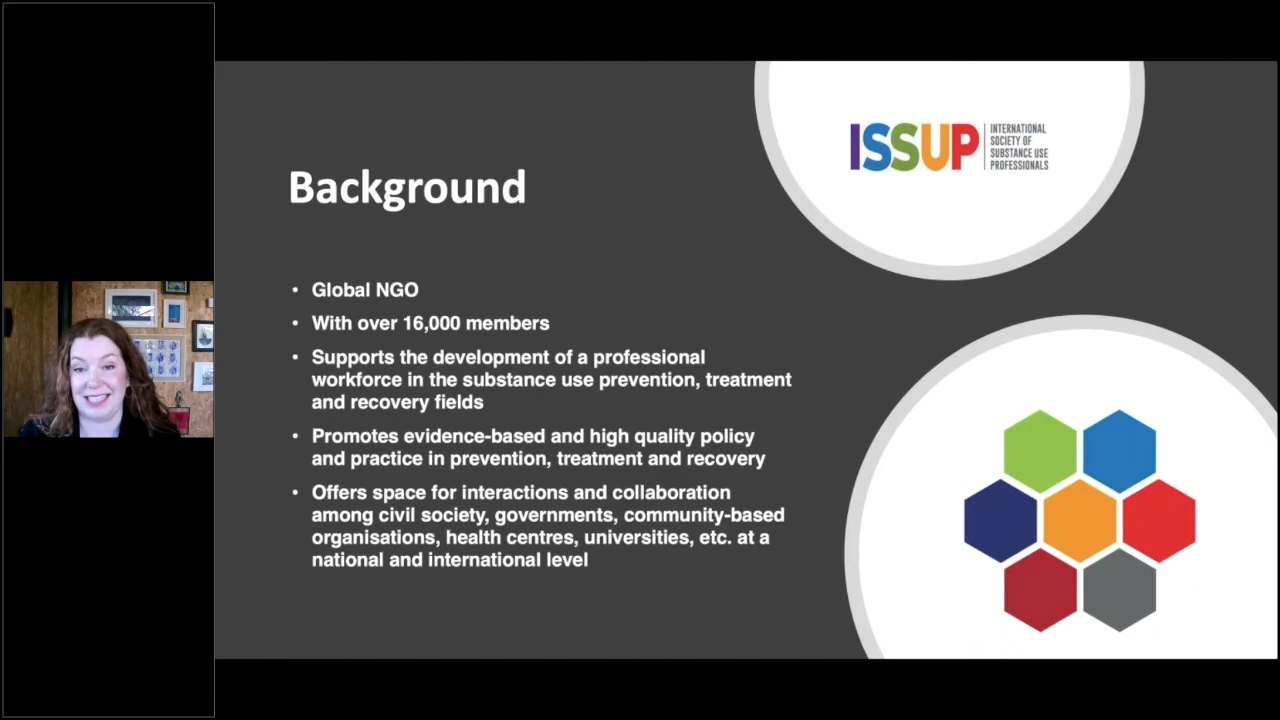 ISSUP
INTERNATIONAL
SOCIETY OF
SUBSTANCE USE
PROFESSIONALS
Background
• Global NGO
• With over 16,000 members
• Supports the development of a professional
workforce in the substance use prevention, treatment
and recovery fields
• Promotes evidence-based and high quality policy
and practice in prevention, treatment and recovery
• Offers space for interactions and collaboration
among civil society, governments, community-based
organisations, health centres, universities, etc. at a
national and international level